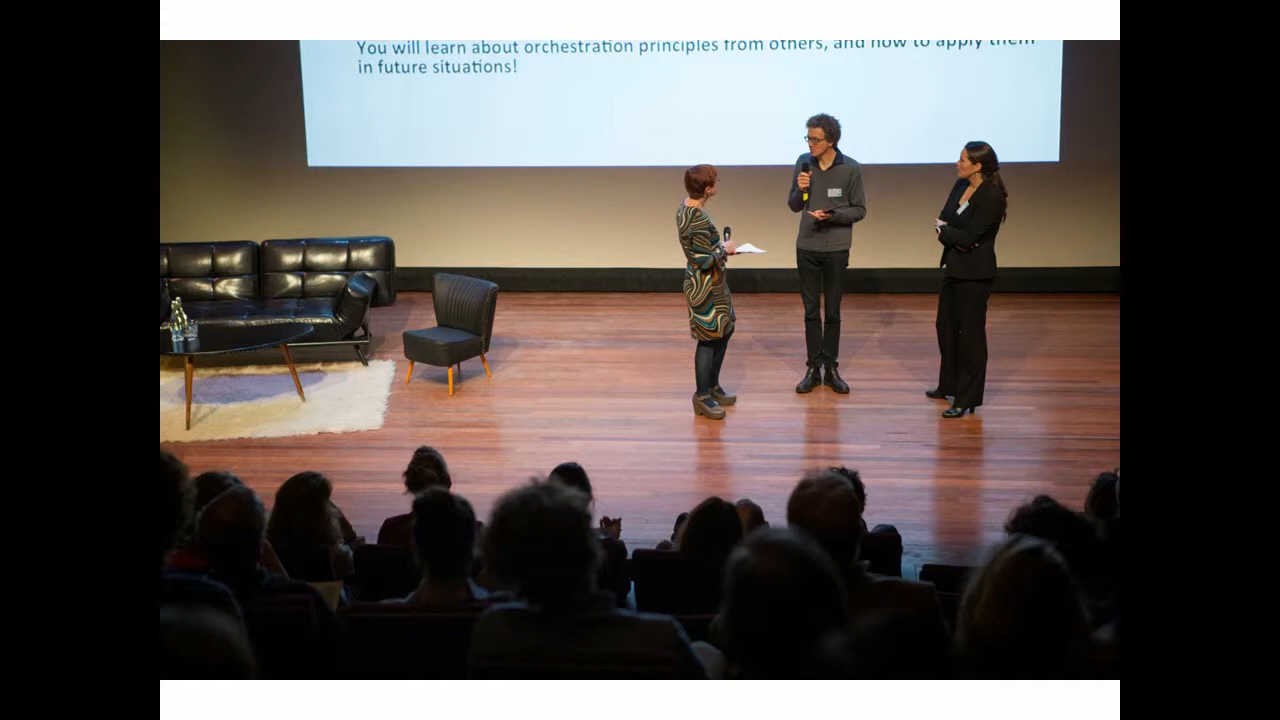 You will learn about orchestration principles from others, and how to apply them
in future situations!